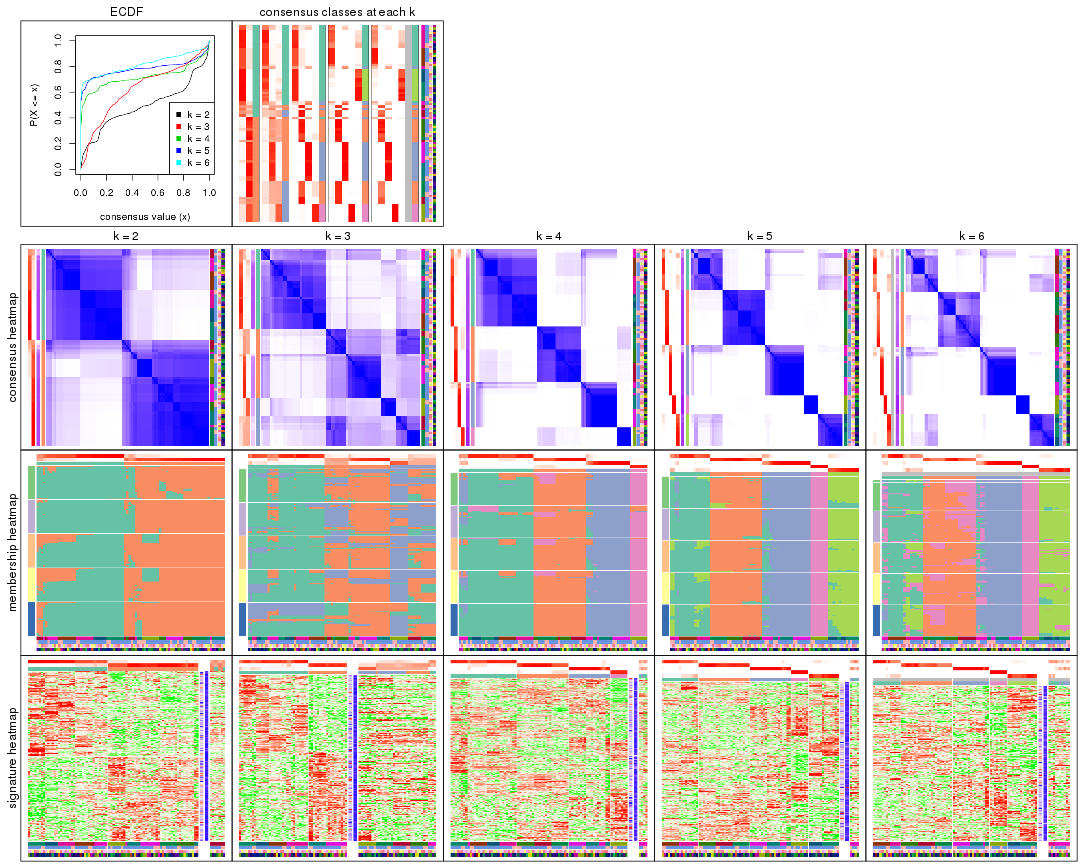 ECDF
consensus classes at each k
P(X <= x)
0.0 0.2 0.4 0.6 0.8 1.0
k = 2
k = 3
k = 4
k = 5
k = 6
0.0 0.2 0.4 0.6 0.8 1.0
consensus value (x)
k = 2
k = 3
k = 4
k = 5
k = 6
consensus heatmap
membership heatmap
signature heatmap